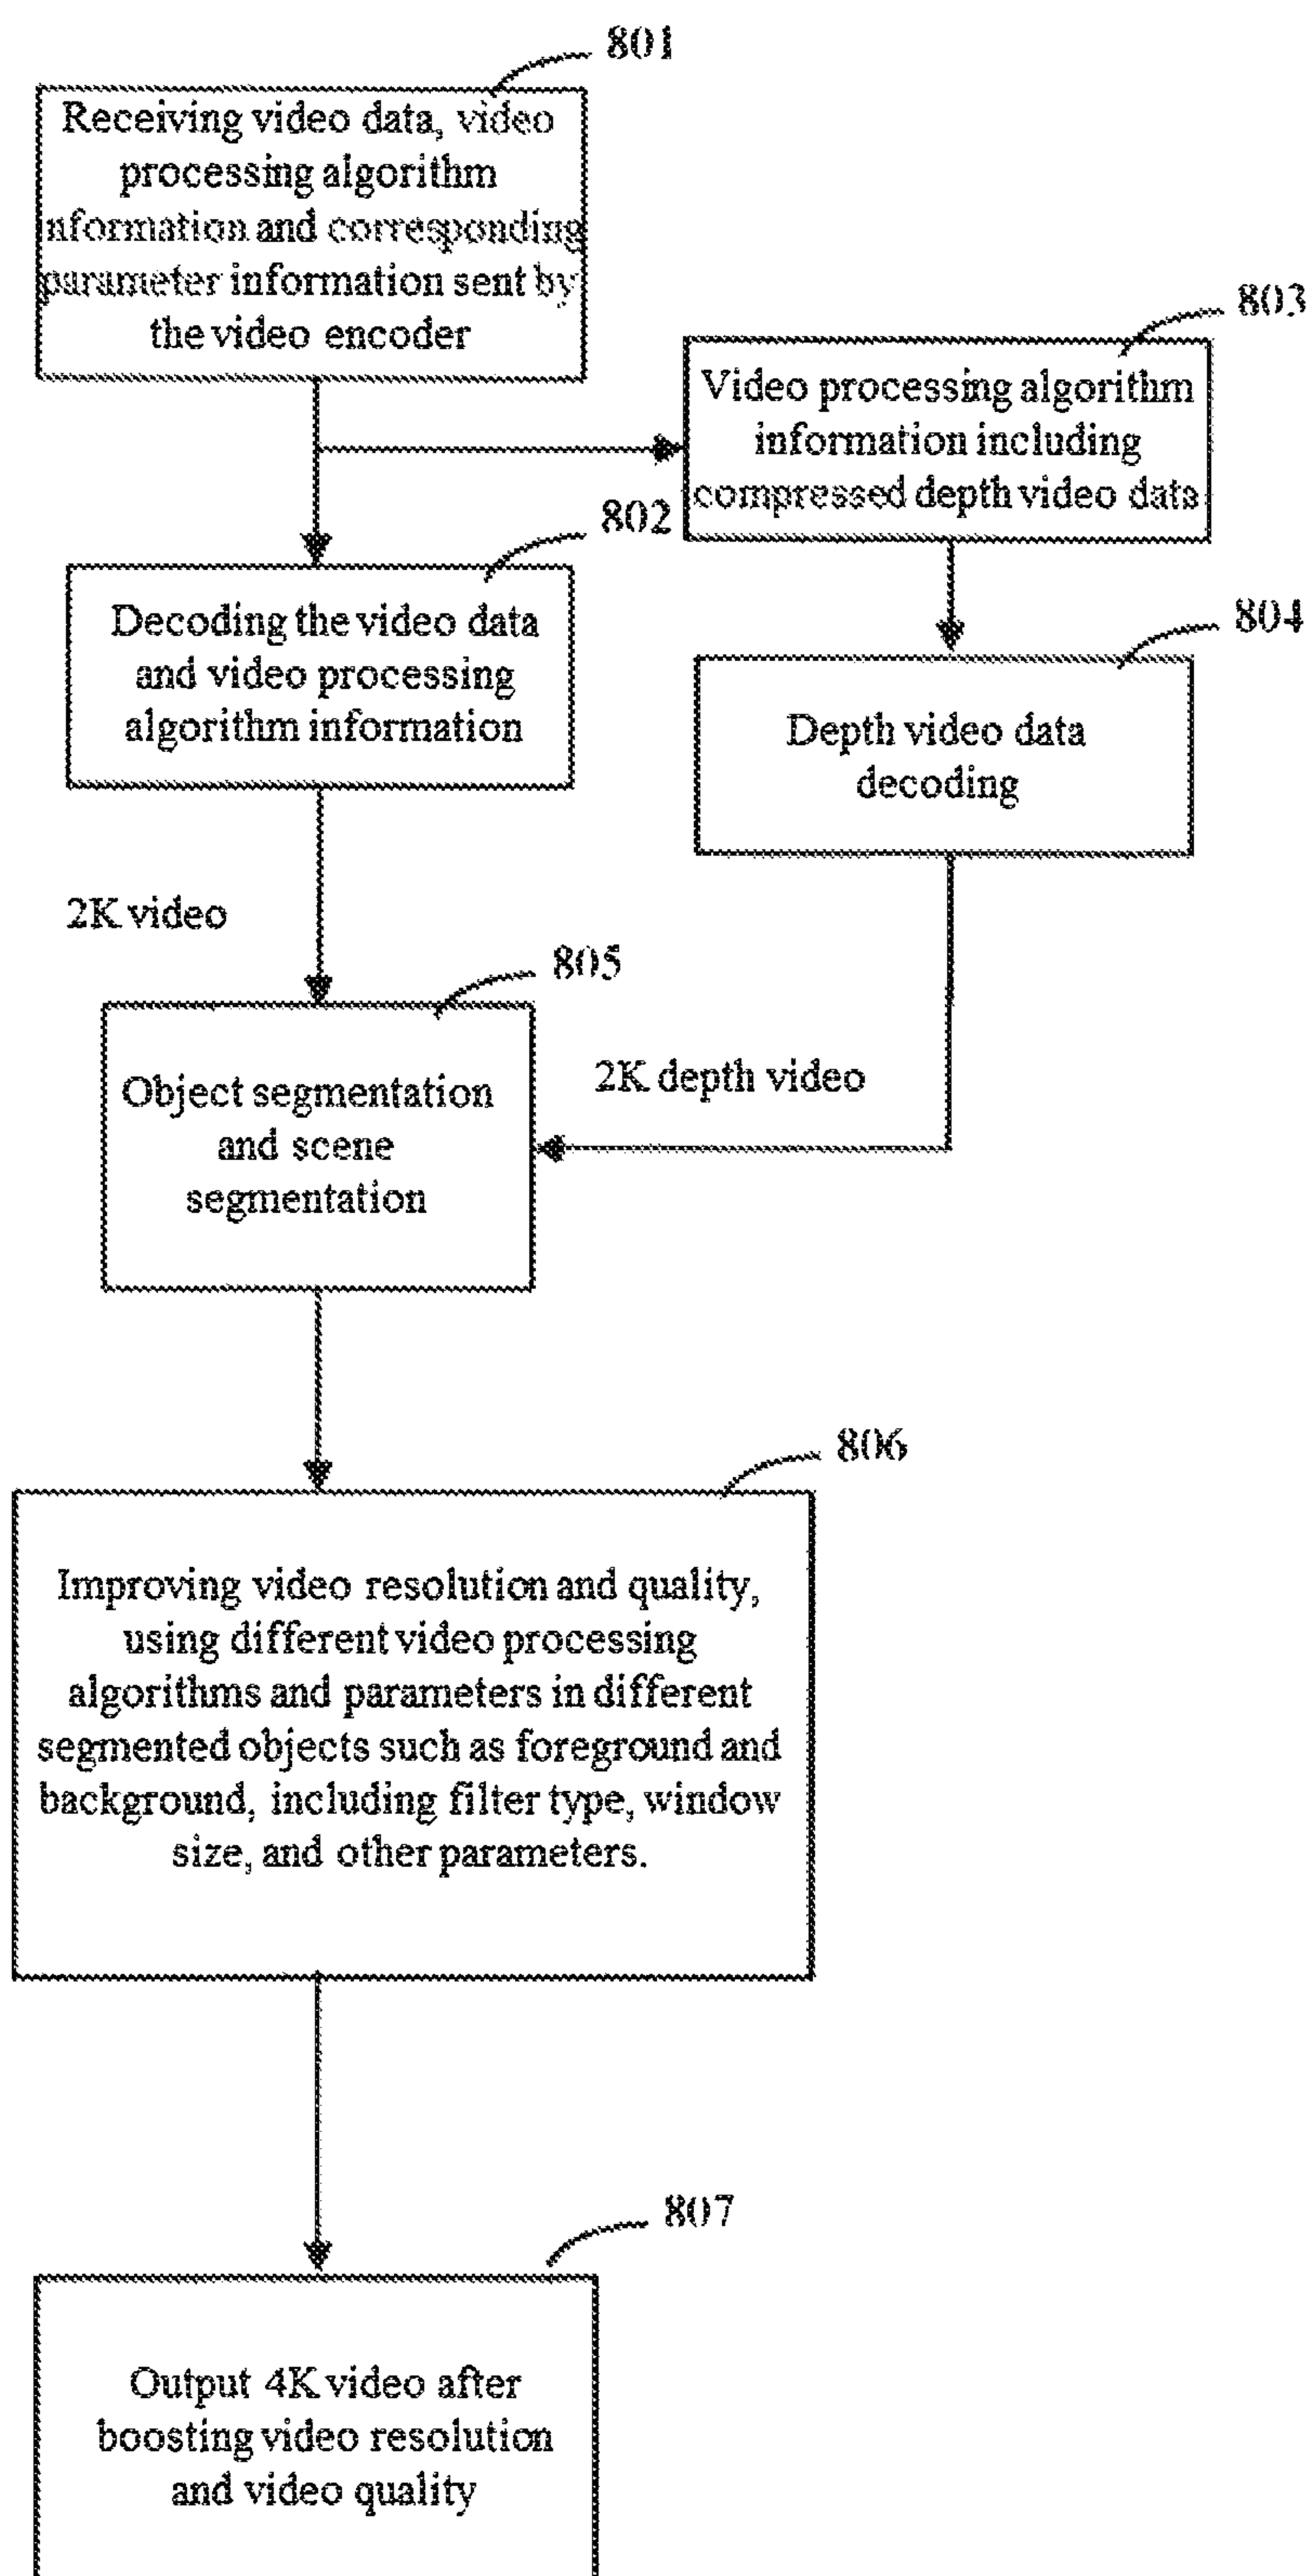 801
Receiving video data, video
processing algorithm
nformation and corresponding
parameter information sent by
the video encoder
803
Video processing algorithm
information including
compressed depth video data
802
Decoding the video data
and video processing
algorithm information
804
Depth video data
decoding
2K video
805
Object segmentation
and scene
segmentation
2K depth video
806
Improving video resolution and quality,
using different video processing
algorithms and parameters in different
segmented objects such as foreground and
background, including filter type, window
size, and other parameters.
807
Output 4K video after
boosting video resolution
and video quality